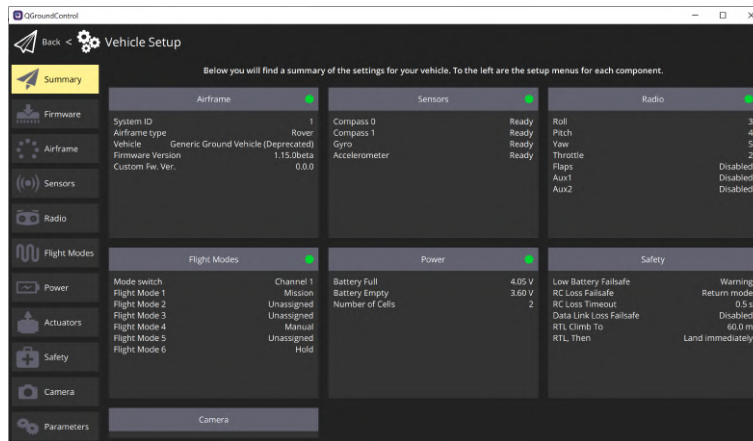 QGroundControl
Back < Vehicle Setup
Below you will find a summary of the settings for your vehicle. To the left are the setup menus for each component.
Summary
Firmware
Airframe
Sensors
Radio
Flight Modes
Power
Actuators
Safety
Camera
Parameters
Airframe
System ID 1
Airframe type Rover
Vehicle Generic Ground Vehicle (Deprecated)
Firmware Version 1.15.0beta
Custom Fw. Ver. 0.0.0
Sensors
Compass 0 Ready
Compass 1 Ready
Gyro Ready
Accelerometer Ready
Radio
Roll 3
Pitch 4
Yaw 5
Throttle 2
Flaps Disabled
Aux1 Disabled
Aux2 Disabled
Flight Modes
Mode switch Channel 1
Flight Mode 1 Mission
Flight Mode 2 Unassigned
Flight Mode 3 Unassigned
Flight Mode 4 Manual
Flight Mode 5 Unassigned
Flight Mode 6 Hold
Power
Battery Full 4.05 V
Battery Empty 3.60 V
Number of Cells 2
Safety
Low Battery Failsafe Warning
RC Loss Failsafe Return mode
RC Loss Timeout 0.5 s
Data Link Loss Failsafe Disabled
RTL Climb To 60.0 m
RTL, Then Land immediately
Camera